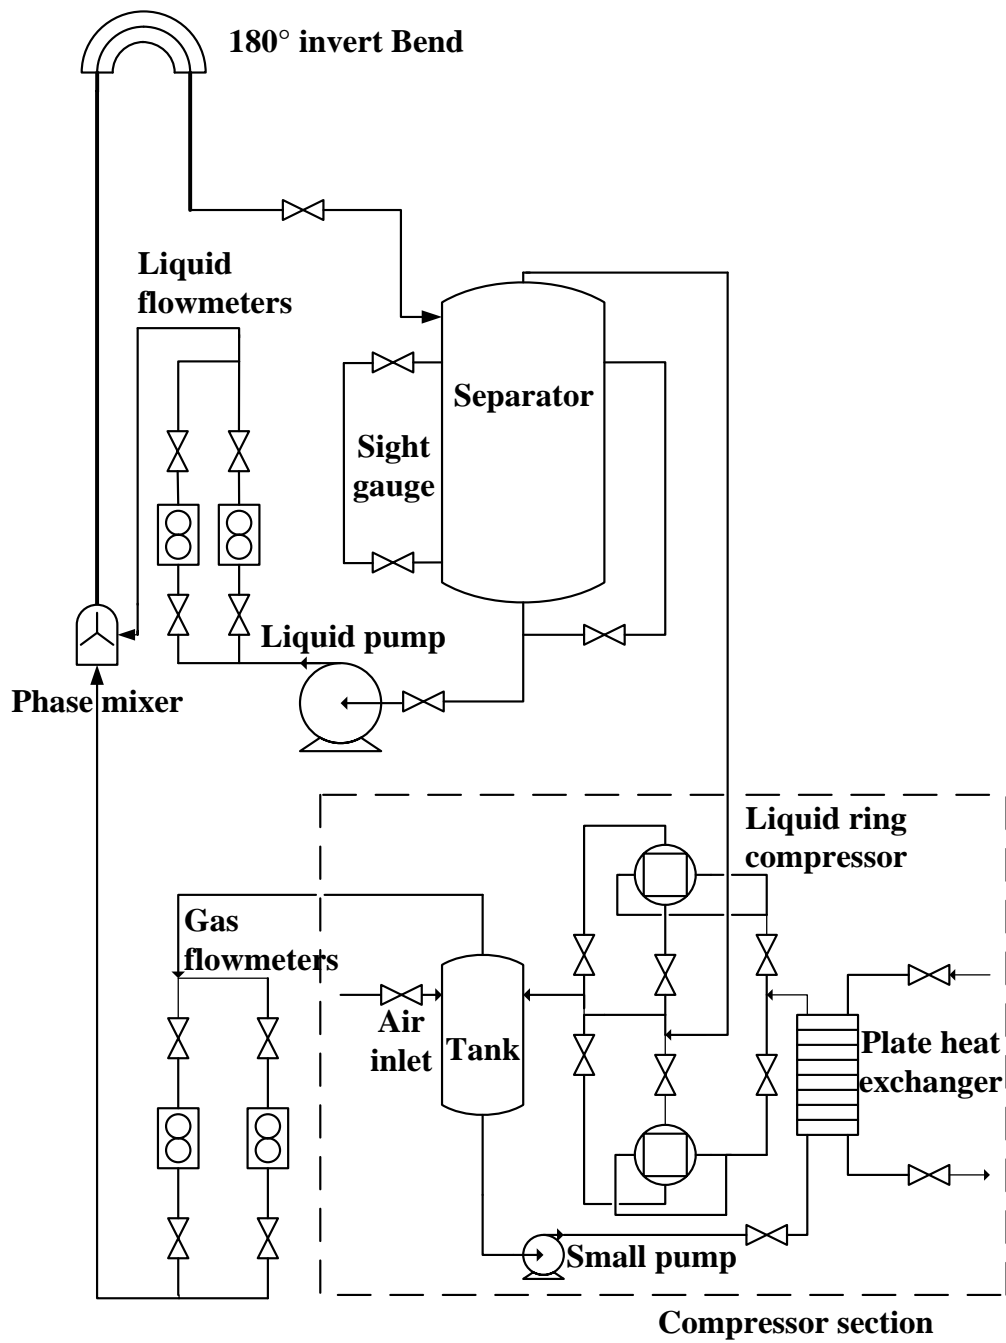 180° invert Bend
Liquid
flowmeters
Separator
Sight
gauge
Liquid pump
Phase mixer
Liquid ring
compressor
Gas
flowmeters
Air
inlet
Tank
Plate heat
exchanger
Small pump
Compressor section